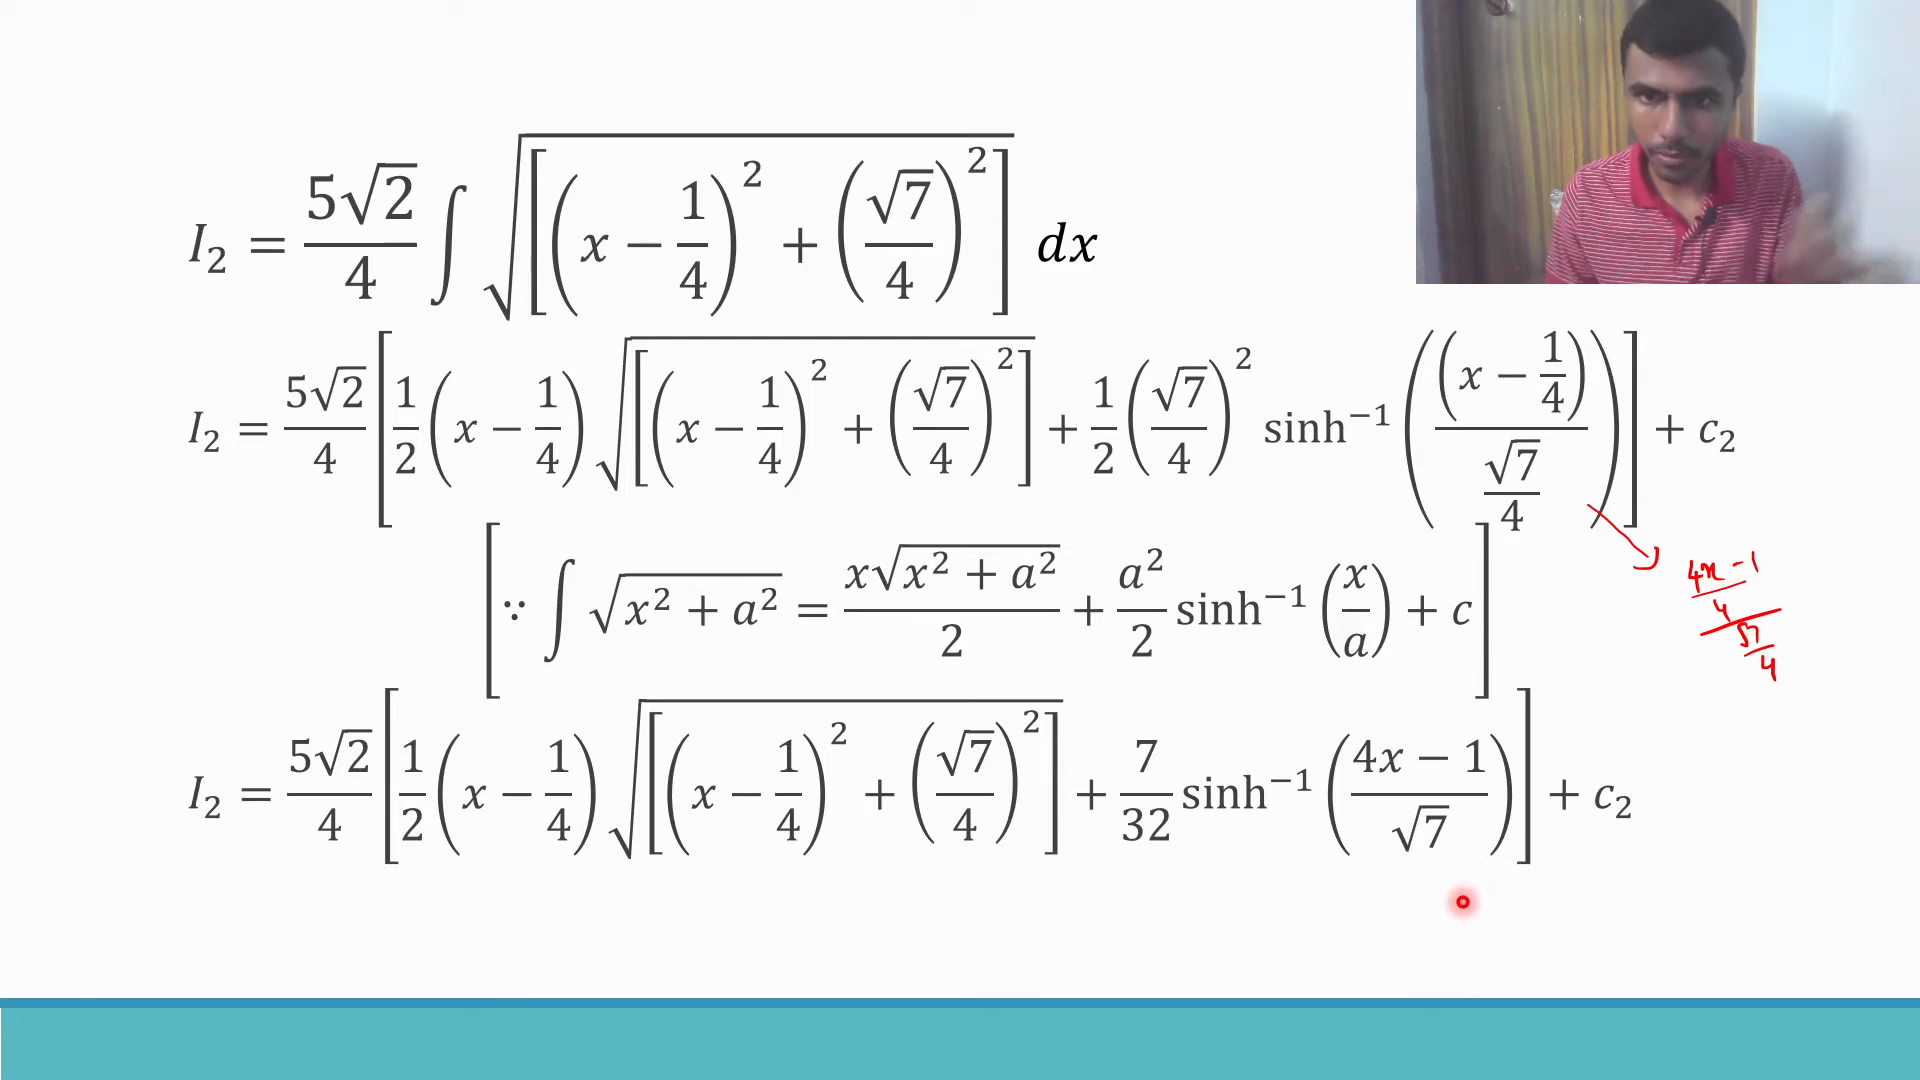 I₂ = 5√2/4 ∫ √[(x − 1/4)² + (√7/4)²] dx
I₂ = 5√2/4 [1/2 (x − 1/4) √[(x − 1/4)² + (√7/4)²] + 1/2 (√7/4)² sinh⁻¹((x − 1/4)/(√7/4))] + c₂
[∵ ∫ √(x² + a²) = x√(x² + a²)/2 + a²/2 sinh⁻¹(x/a) + c]
4x − 1/4 / √7/4
I₂ = 5√2/4 [1/2 (x − 1/4) √[(x − 1/4)² + (√7/4)²] + 7/32 sinh⁻¹((4x − 1)/√7)] + c₂